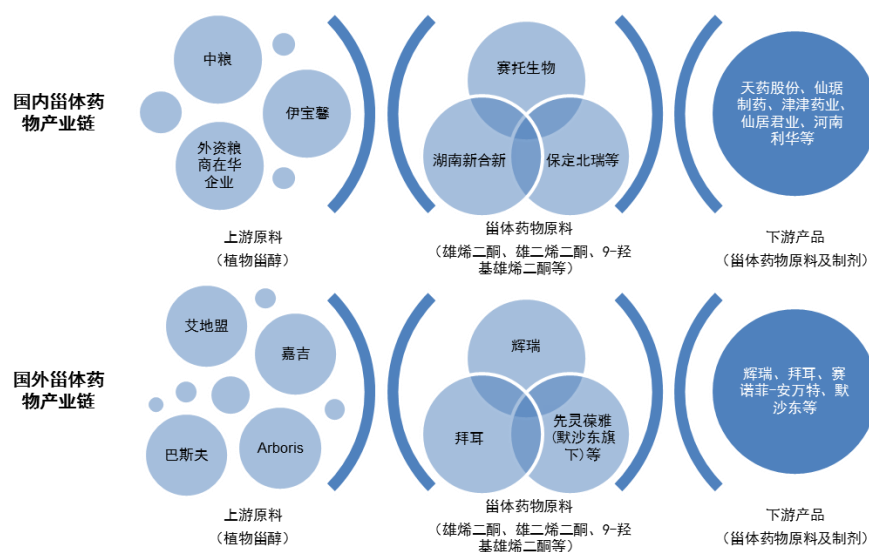 国内甾体药
物产业链
中粮
伊宝馨
外资粮
商在华
企业
上游原料
（植物甾醇）
赛托生物
湖南新合新
保定北瑞等
甾体药物原料
（雄烯二酮、雄二烯二酮、9-羟
基雄烯二酮等）
天药股份、仙琚
制药、津津药业、
仙居君业、河南
利华等
下游产品
（甾体药物原料及制剂）
国外甾体药
物产业链
艾地盟
嘉吉
巴斯夫
Arboris
上游原料
（植物甾醇）
辉瑞
拜耳
先灵葆雅
(默沙东旗
下)等
甾体药物原料
（雄烯二酮、雄二烯二酮、9-羟
基雄烯二酮等）
辉瑞、拜耳、赛
诺菲-安万特、默
沙东等
下游产品
（甾体药物原料及制剂）